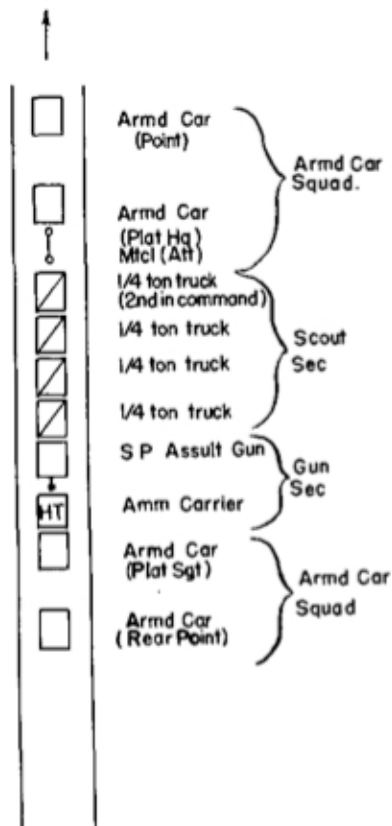 Armd Car
(Point)
Armd Car
Squad.
Armd Car
(Plat Hq)
Mtcl (Att)
1/4 ton truck
(2nd in command)
1/4 ton truck
1/4 ton truck
1/4 ton truck
Scout
Sec
S P Assult Gun
Gun
Sec
HT
Amm Carrier
Armd Car
(Plat Sgt)
Armd Car
Squad
Armd Car
(Rear Point)